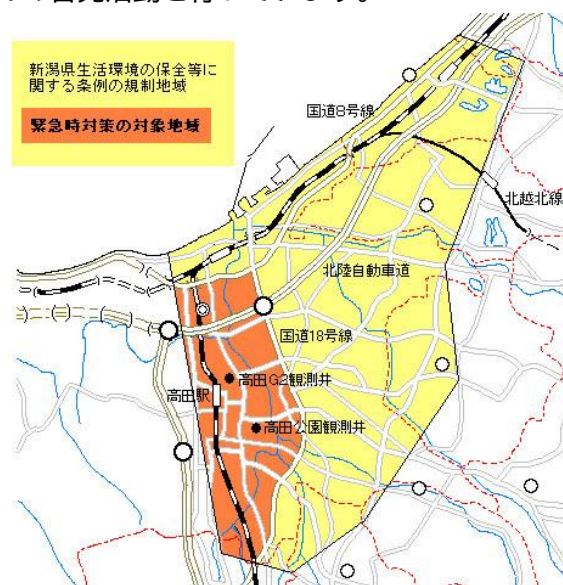 新潟県生活環境の保全等に
関する条例の規制地域
緊急時対策の対象地域
国道8号線
北越北線
北陸自動車道
国道18号線
高田G2観測井
高田駅
高田公園観測井